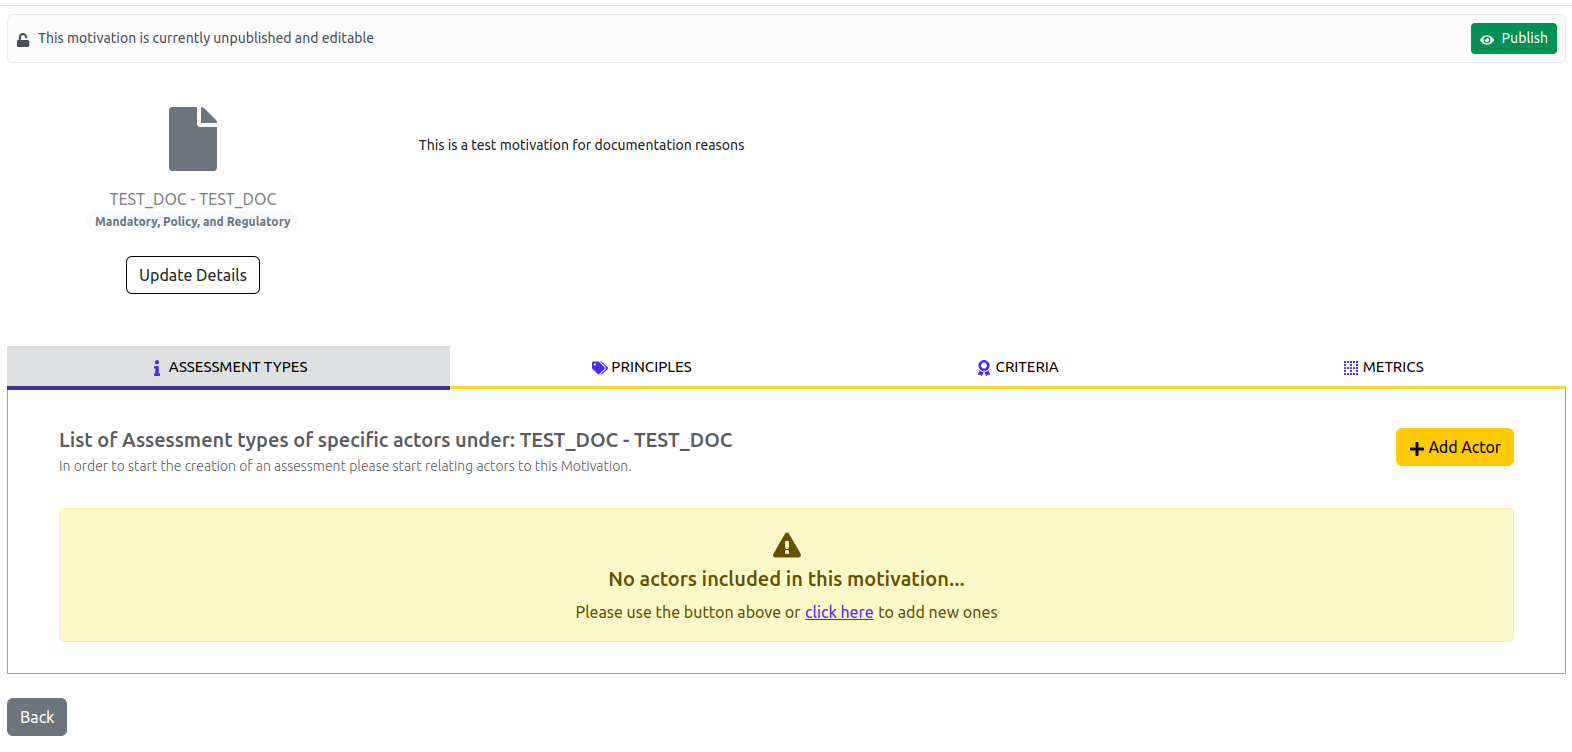 This motivation is currently unpublished and editable
Publish
This is a test motivation for documentation reasons
TEST_DOC - TEST_DOC
Mandatory, Policy, and Regulatory
Update Details
ASSESSMENT TYPES
PRINCIPLES
CRITERIA
METRICS
List of Assessment types of specific actors under: TEST_DOC - TEST_DOC
In order to start the creation of an assessment please start relating actors to this Motivation.
Add Actor
No actors included in this motivation...
Please use the button above or click here to add new ones
Back